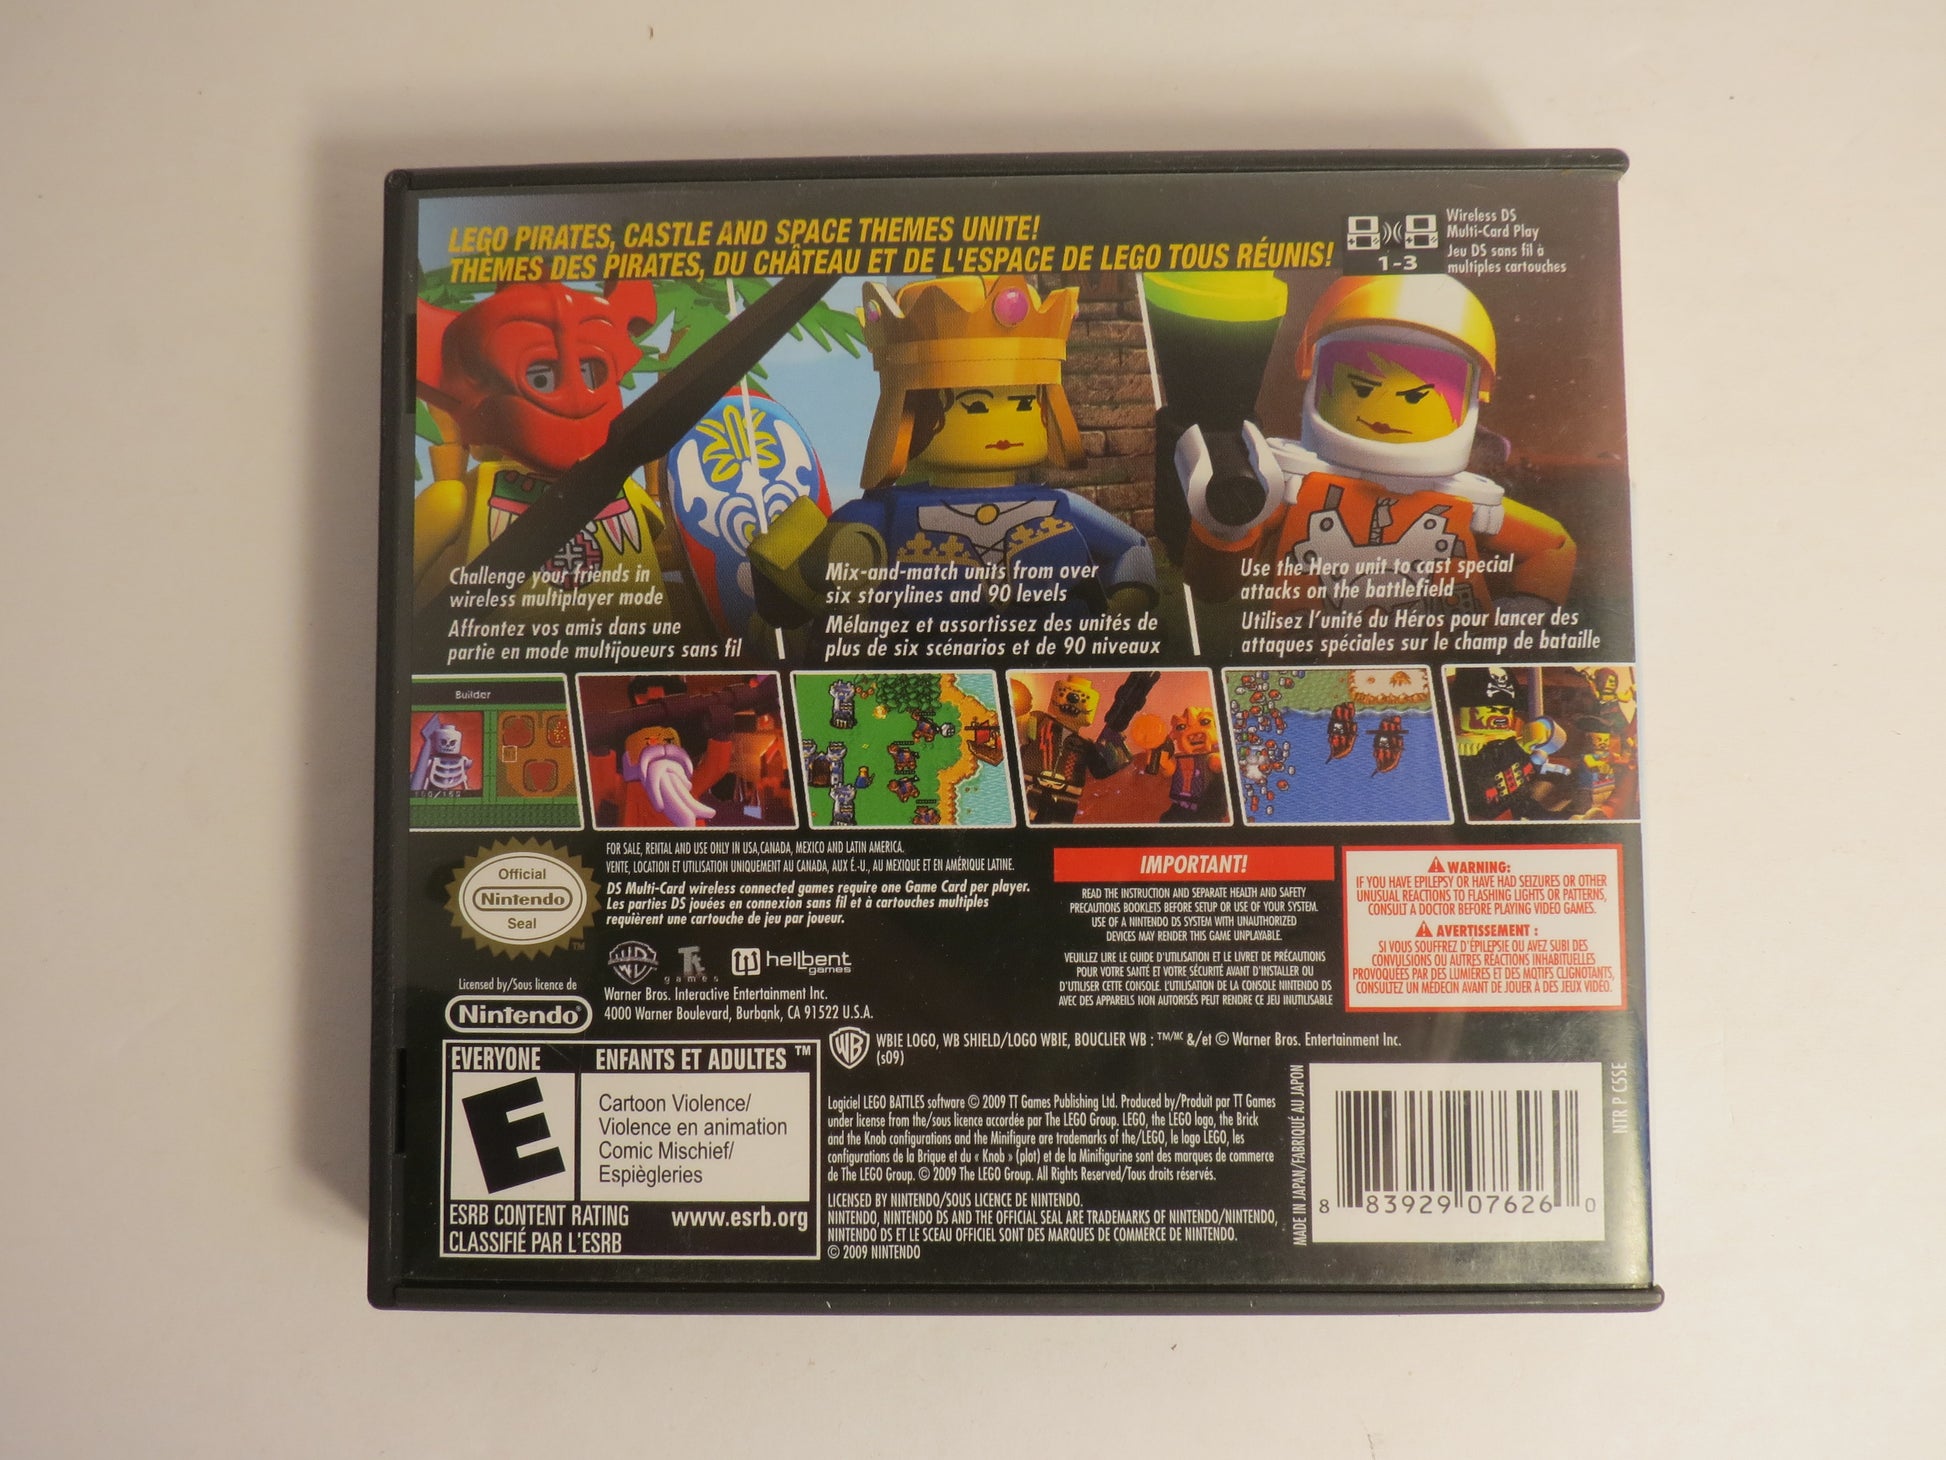 LEGO PIRATES, CASTLE AND SPACE THEMES UNITE!
THÈMES DES PIRATES, DU CHÂTEAU ET DE L'ESPACE DE LEGO TOUS RÉUNIS!
1-3
Wireless DS
Multi-Card Play
Jeu DS sans fil à
multiples cartouches
Challenge your friends in
wireless multiplayer mode
Affrontez vos amis dans une
partie en mode multijoueurs sans fil
Mix-and-match units from over
six storylines and 90 levels
Mélangez et assortissez des unités de
plus de six scénarios et de 90 niveaux
Use the Hero unit to cast special
attacks on the battlefield
Utilisez l'unité du Héros pour lancer des
attaques spéciales sur le champ de bataille
Builder
Official
Nintendo
Seal
TM
FOR SALE, RENTAL AND USE ONLY IN USA, CANADA, MEXICO AND LATIN AMERICA.
VENTE, LOCATION ET UTILISATION UNIQUEMENT AU CANADA, AUX É.-U., AU MEXIQUE ET EN AMÉRIQUE LATINE.
DS Multi-Card wireless connected games require one Game Card per player.
Les parties DS jouées en connexion sans fil et à cartouches multiples
requièrent une cartouche de jeu par joueur.
Tt
games
hellbent
games
Licensed by/Sous licence de
Nintendo®
Warner Bros. Interactive Entertainment Inc.
4000 Warner Boulevard, Burbank, CA 91522 U.S.A.
IMPORTANT!
READ THE INSTRUCTION AND SEPARATE HEALTH AND SAFETY
PRECAUTIONS BOOKLETS BEFORE SETUP OR USE OF YOUR SYSTEM.
USE OF A NINTENDO DS SYSTEM WITH UNAUTHORIZED
DEVICES MAY RENDER THIS GAME UNPLAYABLE.
VEUILLEZ LIRE LE GUIDE D'UTILISATION ET LE LIVRET DE PRÉCAUTIONS
POUR VOTRE SANTÉ ET VOTRE SÉCURITÉ AVANT D'INSTALLER OU
D'UTILISER CETTE CONSOLE. L'UTILISATION DE LA CONSOLE NINTENDO DS
AVEC DES APPAREILS NON AUTORISÉS PEUT RENDRE CE JEU INUTILISABLE
WARNING:
IF YOU HAVE EPILEPSY OR HAVE HAD SEIZURES OR OTHER
UNUSUAL REACTIONS TO FLASHING LIGHTS OR PATTERNS,
CONSULT A DOCTOR BEFORE PLAYING VIDEO GAMES.
AVERTISSEMENT :
SI VOUS SOUFFREZ D'ÉPILEPSIE OU AVEZ SUBI DES
CONVULSIONS OU AUTRES RÉACTIONS INHABITUELLES
PROVOQUÉES PAR DES LUMIÈRES ET DES MOTIFS CLIGNOTANTS,
CONSULTEZ UN MÉDECIN AVANT DE JOUER À DES JEUX VIDÉO.
WB
WBIE LOGO, WB SHIELD/LOGO WBIE, BOUCLIER WB : TM/MC &/et © Warner Bros. Entertainment Inc.
(s09)
EVERYONE
ENFANTS ET ADULTES ™
E
Cartoon Violence/
Violence en animation
Comic Mischief/
Espiègleries
ESRB CONTENT RATING
CLASSIFIÉ PAR L'ESRB
www.esrb.org
Logiciel LEGO BATTLES software © 2009 TT Games Publishing Ltd. Produced by/Produit par TT Games
under license from the/sous licence accordée par The LEGO Group. LEGO, the LEGO logo, the Brick
and the Knob configurations and the Minifigure are trademarks of the/LEGO, le logo LEGO, les
configurations de la Brique et du « Knob » (plot) et de la Minifigurine sont des marques de commerce
de The LEGO Group. © 2009 The LEGO Group. All Rights Reserved/Tous droits réservés.
LICENSED BY NINTENDO/SOUS LICENCE DE NINTENDO.
NINTENDO, NINTENDO DS AND THE OFFICIAL SEAL ARE TRADEMARKS OF NINTENDO/NINTENDO,
NINTENDO DS ET LE SCEAU OFFICIEL SONT DES MARQUES DE COMMERCE DE NINTENDO.
© 2009 NINTENDO
MADE IN JAPAN/FABRIQUÉ AU JAPON
8 83929 07626 0
NTR P C5SE